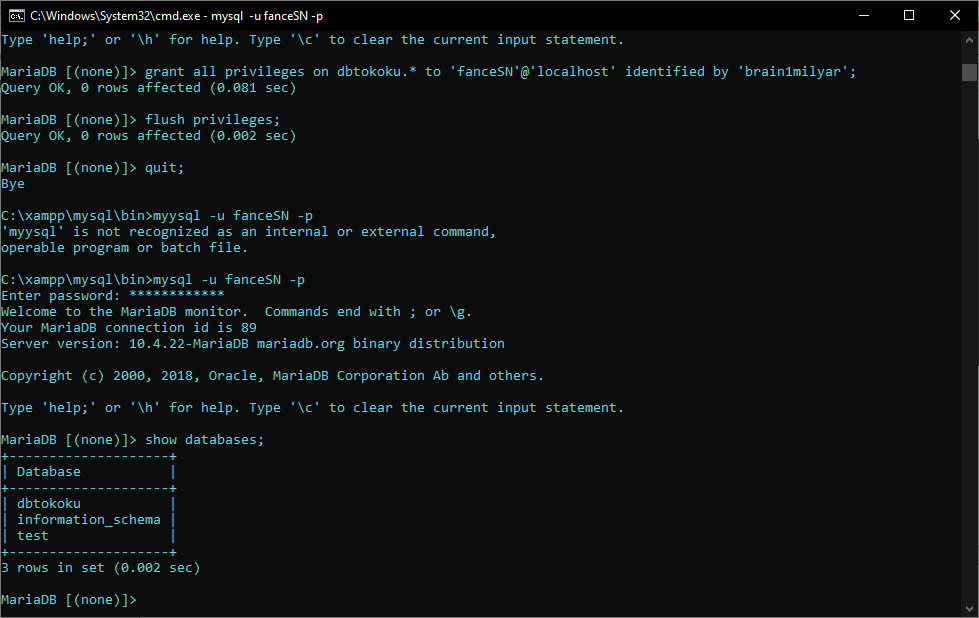 C:\Windows\System32\cmd.exe - mysql -u fanceSN -p
Type 'help;' or '\h' for help. Type '\c' to clear the current input statement.
MariaDB [(none)]> grant all privileges on dbtokoku.* to 'fanceSN'@'localhost' identified by 'brain1milyar';
Query OK, 0 rows affected (0.081 sec)
MariaDB [(none)]> flush privileges;
Query OK, 0 rows affected (0.002 sec)
MariaDB [(none)]> quit;
Bye
C:\xampp\mysql\bin>myysql -u fanceSN -p
'myysql' is not recognized as an internal or external command,
operable program or batch file.
C:\xampp\mysql\bin>mysql -u fanceSN -p
Enter password: ************
Welcome to the MariaDB monitor.  Commands end with ; or \g.
Your MariaDB connection id is 89
Server version: 10.4.22-MariaDB mariadb.org binary distribution
Copyright (c) 2000, 2018, Oracle, MariaDB Corporation Ab and others.
Type 'help;' or '\h' for help. Type '\c' to clear the current input statement.
MariaDB [(none)]> show databases;
+--------------------+
| Database           |
+--------------------+
| dbtokoku           |
| information_schema |
| test               |
+--------------------+
3 rows in set (0.002 sec)
MariaDB [(none)]>